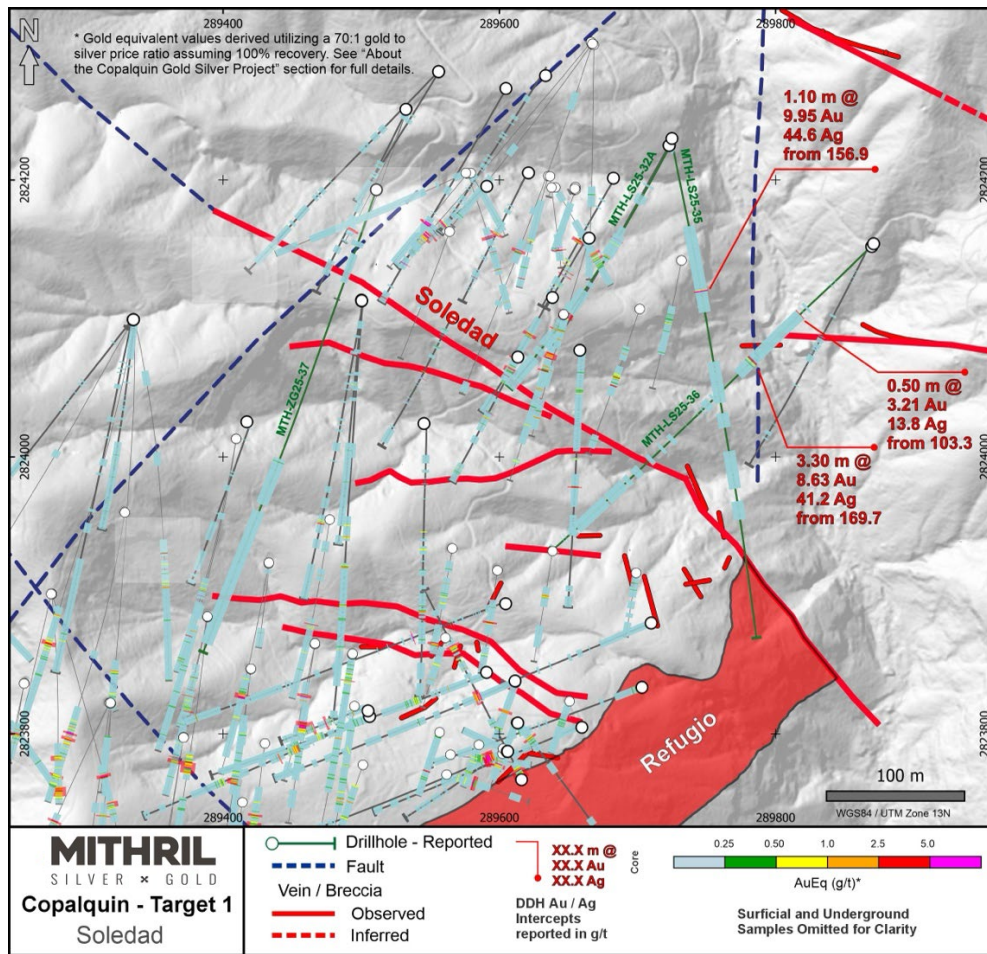 289400
289600
289800
N
* Gold equivalent values derived utilizing a 70:1 gold to
silver price ratio assuming 100% recovery. See "About
the Copalquin Gold Silver Project" section for full details.
1.10 m @
9.95 Au
44.6 Ag
from 156.9
2824200
2824200
MTH-LS25-32A
MTH-LS25-35
Soledad
MTH-ZG25-37
MTH-LS25-36
0.50 m @
3.21 Au
13.8 Ag
from 103.3
2824000
2824000
3.30 m @
8.63 Au
41.2 Ag
from 169.7
2823800
2823800
Refugio
100 m
WGS84 / UTM Zone 13N
289400
289600
289800
MITHRIL
SILVER × GOLD
Copalquin - Target 1
Soledad
Drillhole - Reported
Fault
Vein / Breccia
Observed
Inferred
XX.X m @
XX.X Au
XX.X Ag
DDH Au / Ag
Intercepts
reported in g/t
Core
0.25 0.50 1.0 2.5 5.0
AuEq (g/t)*
Surficial and Underground
Samples Omitted for Clarity